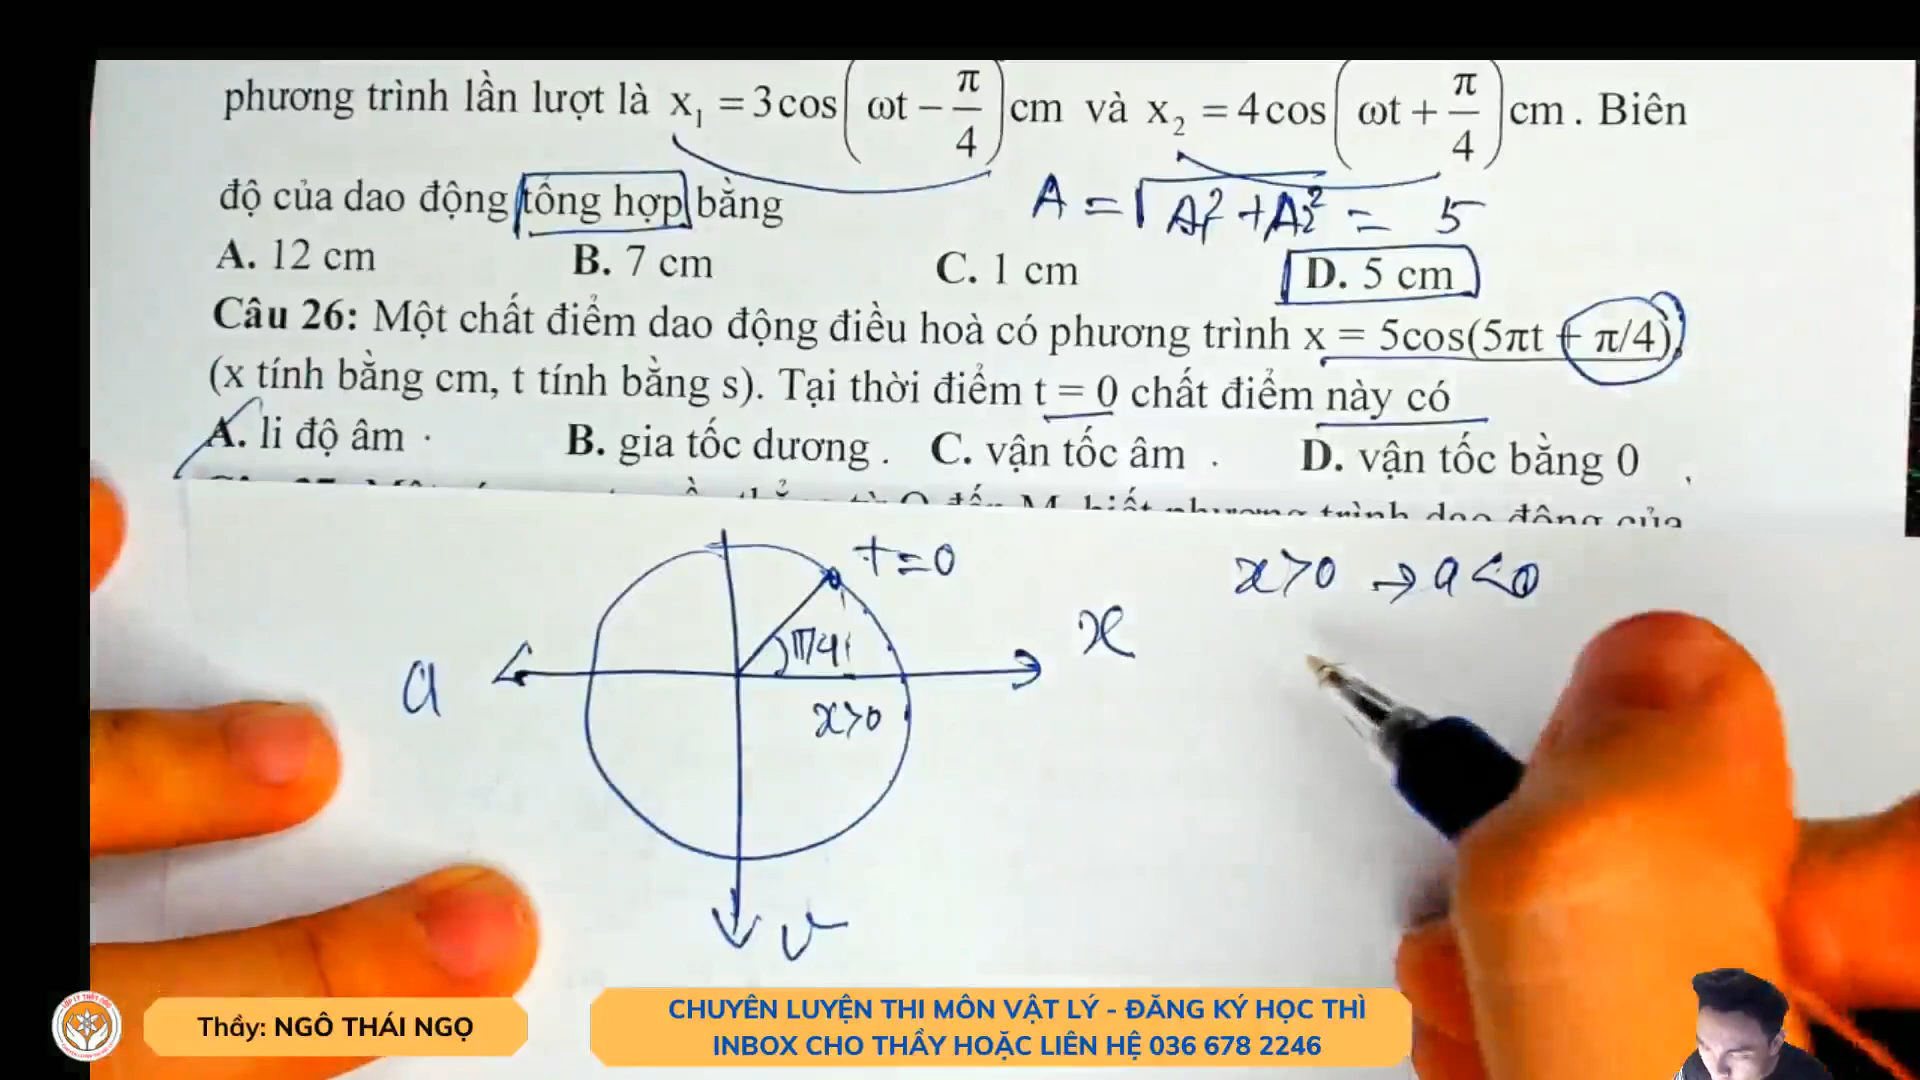 phương trình lần lượt là x₁ = 3cos(ωt − π/4) cm và x₂ = 4cos(ωt + π/4) cm. Biên
độ của dao động tổng hợp bằng
A = √A₁² + A₂² = 5
A. 12 cm B. 7 cm C. 1 cm D. 5 cm
Câu 26: Một chất điểm dao động điều hoà có phương trình x = 5cos(5πt + π/4)
(x tính bằng cm, t tính bằng s). Tại thời điểm t = 0 chất điểm này có
A. li độ âm . B. gia tốc dương . C. vận tốc âm . D. vận tốc bằng 0 .
t = 0
x > 0 → a < 0
π/4
x
a
x > 0
v
Thầy: NGÔ THÁI NGỌ
CHUYÊN LUYỆN THI MÔN VẬT LÝ - ĐĂNG KÝ HỌC THÌ
INBOX CHO THẦY HOẶC LIÊN HỆ 036 678 2246